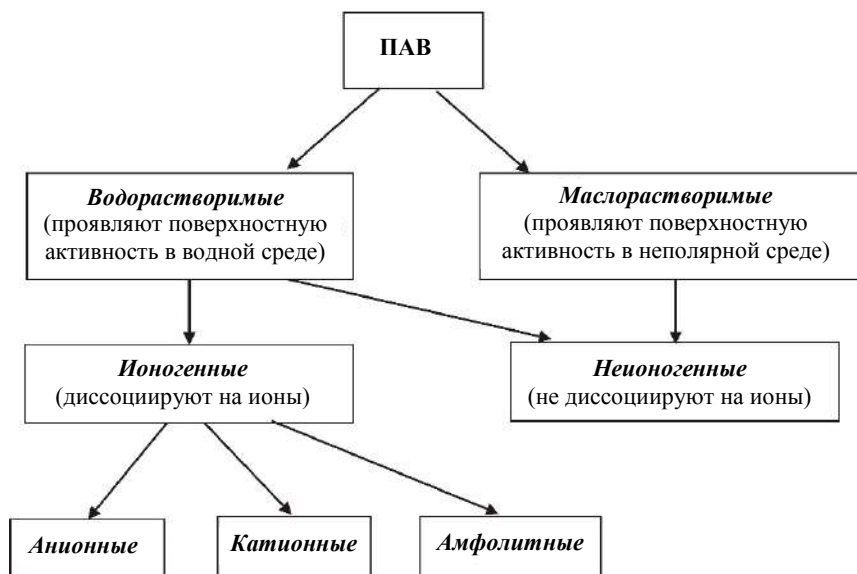 ПАВ
Водорастворимые
(проявляют поверхностную
активность в водной среде)
Маслорастворимые
(проявляют поверхностную
активность в неполярной среде)
Ионогенные
(диссоциируют на ионы)
Неионогенные
(не диссоциируют на ионы)
Анионные
Катионные
Амфолитные